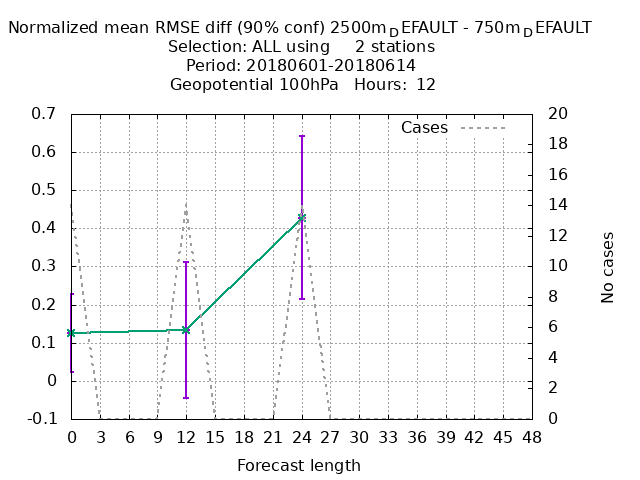 Normalized mean RMSE diff (90% conf) 2500m_DEFAULT - 750m_DEFAULT
Selection: ALL using 2 stations
Period: 20180601-20180614
Geopotential 100hPa Hours: 12
Cases
0.7
0.6
0.5
0.4
0.3
0.2
0.1
0
-0.1
20
18
16
14
12
10
8
6
4
2
0
No cases
0 3 6 9 12 15 18 21 24 27 30 33 36 39 42 45 48
Forecast length